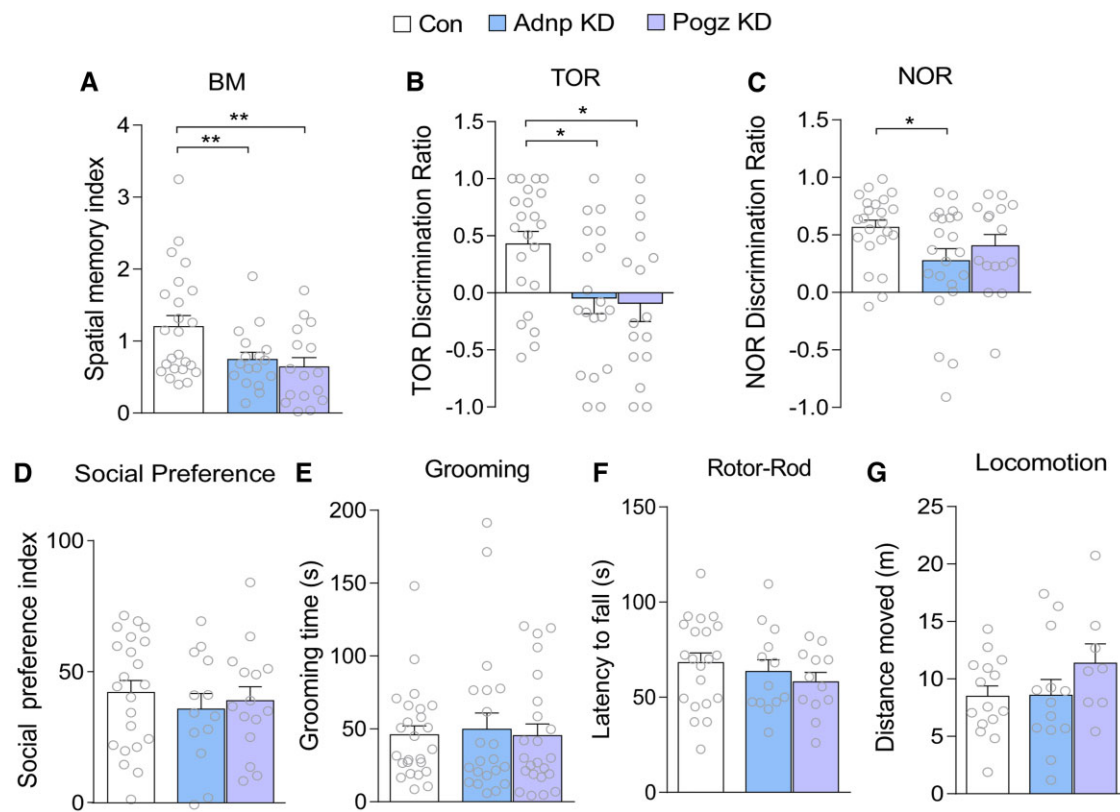 Con Adnp KD Pogz KD
A BM
Spatial memory index
4
3
2
1
0
**
**
B TOR
TOR Discrimination Ratio
1.5
1.0
0.5
0.0
-0.5
-1.0
*
*
C NOR
NOR Discrimination Ratio
1.5
1.0
0.5
0.0
-0.5
-1.0
*
D Social Preference
Social preference index
100
50
0
E Grooming
Grooming time (s)
200
150
100
50
0
F Rotor-Rod
Latency to fall (s)
150
100
50
0
G Locomotion
Distance moved (m)
25
20
15
10
5
0